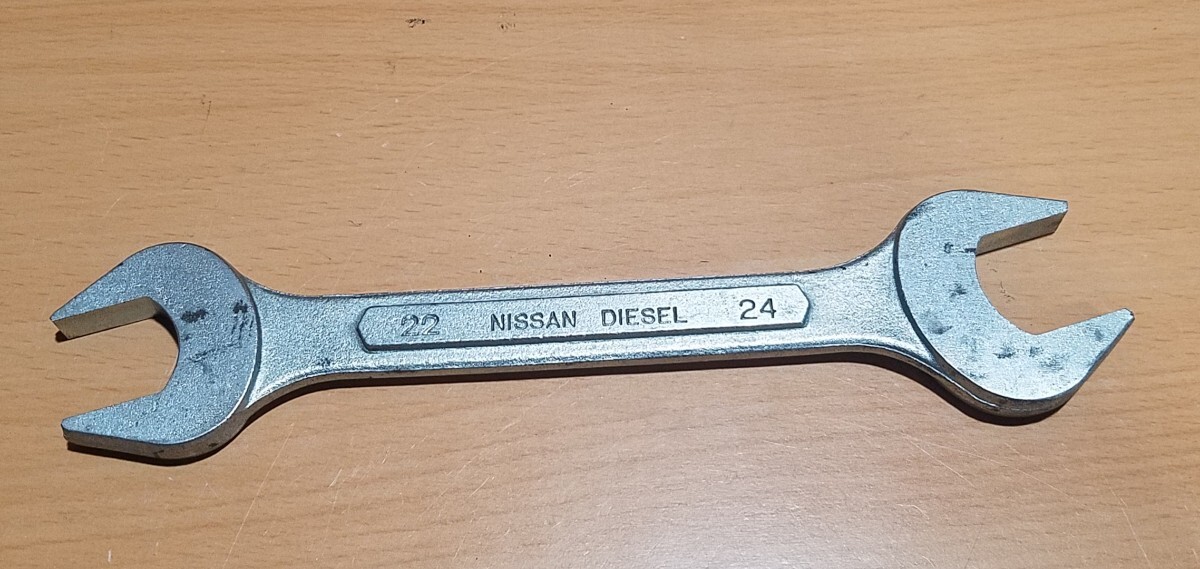 22 NISSAN DIESEL 24